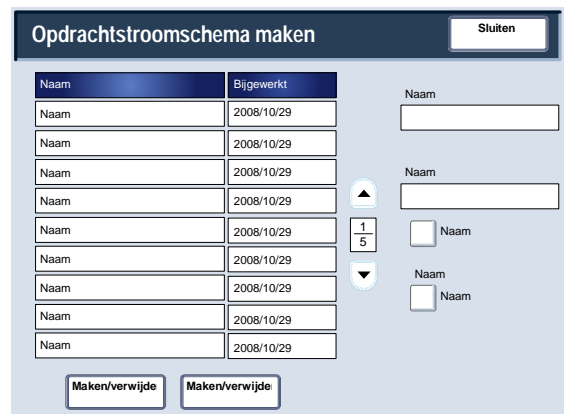 Opdrachtstroomschema maken
Sluiten
Naam Bijgewerkt
Naam 2008/10/29
Naam 2008/10/29
Naam 2008/10/29
Naam 2008/10/29
Naam 2008/10/29
Naam 2008/10/29
Naam 2008/10/29
Naam 2008/10/29
Naam 2008/10/29
1
5
Naam
Naam
Naam
Naam
Naam
Maken/verwijde Maken/verwijde